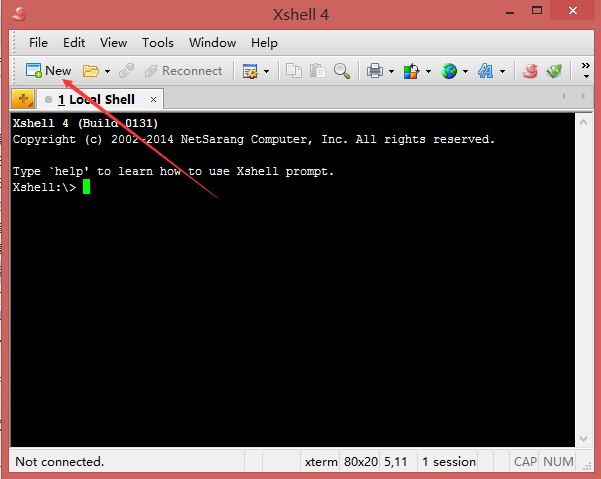 Xshell 4
File Edit View Tools Window Help
New Reconnect
1 Local Shell
Xshell 4 (Build 0131)
Copyright (c) 2002-2014 NetSarang Computer, Inc. All rights reserved.
Type `help' to learn how to use Xshell prompt.
Xshell:\>
Not connected. xterm 80x20 5,11 1 session CAP NUM